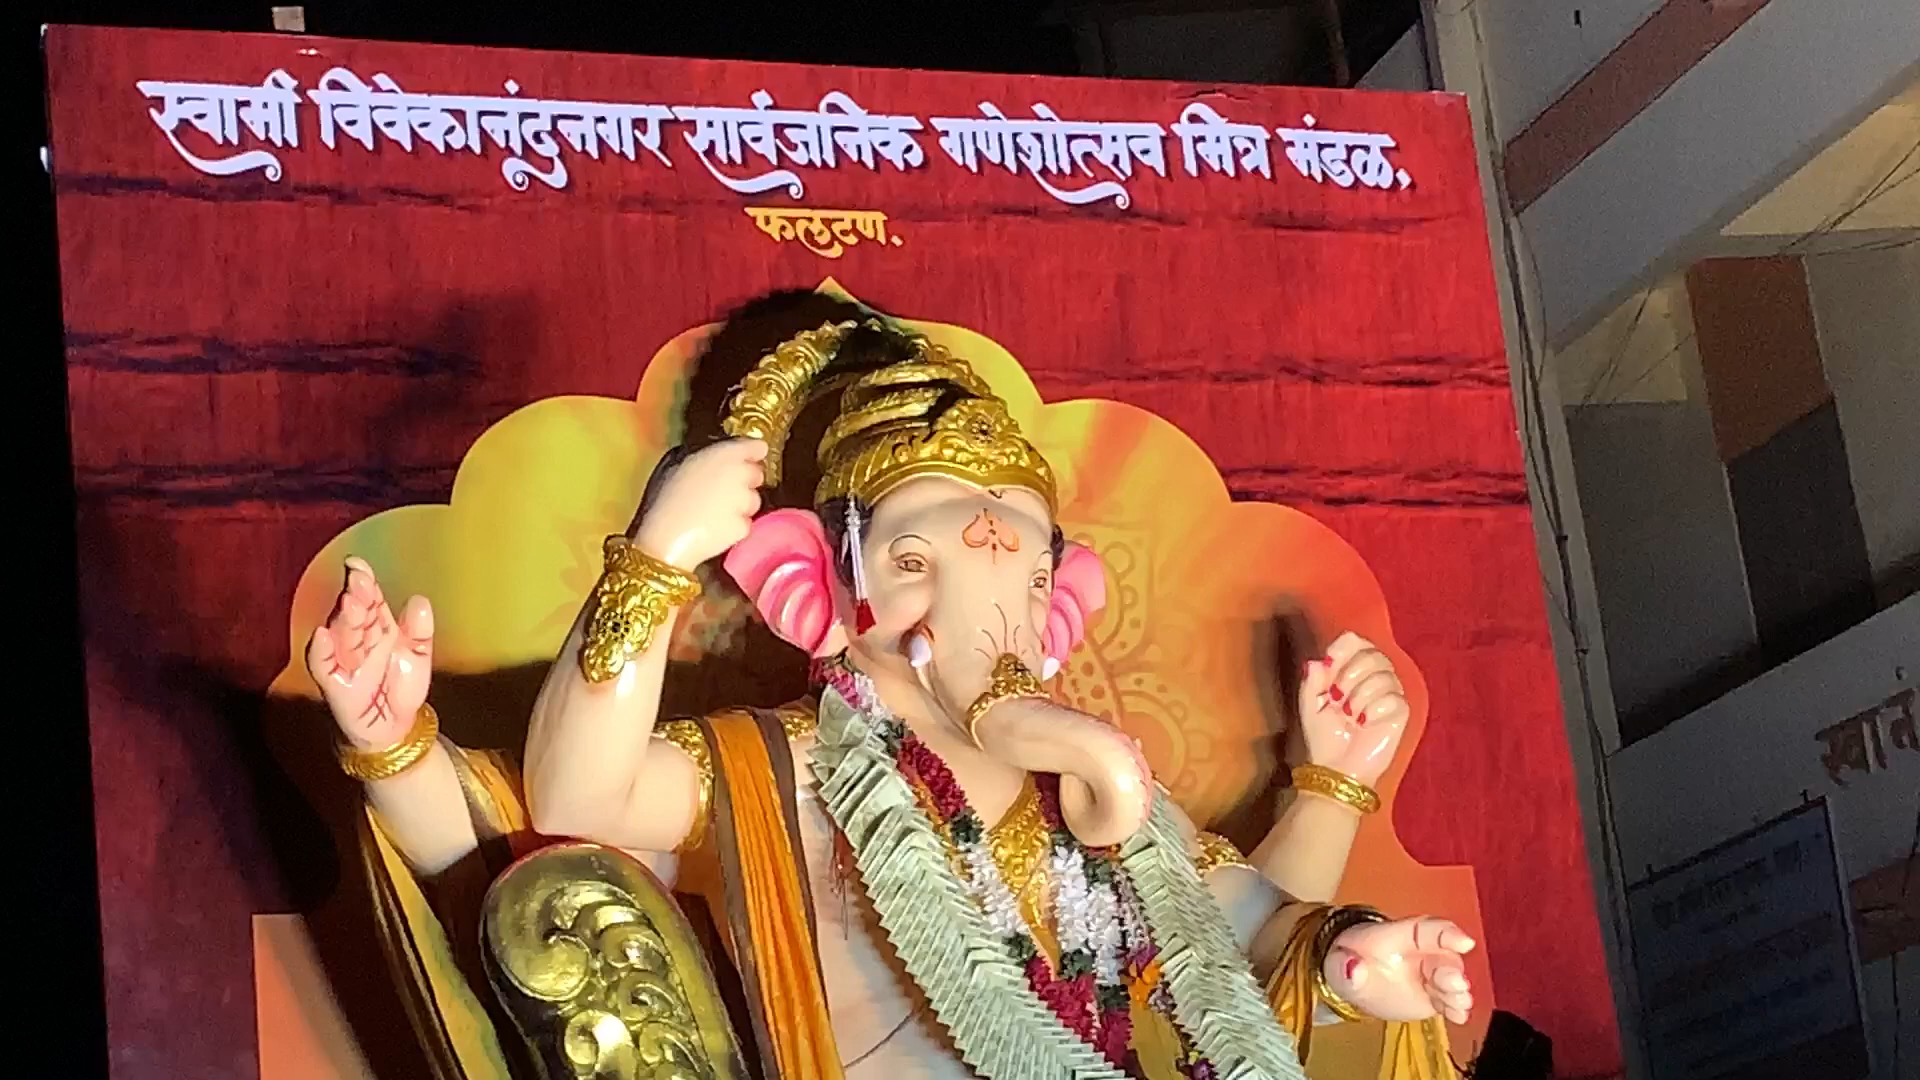 स्वामी विवेकानंदनगर सार्वजनिक गणेशोत्सव मित्र मंडळ,
फलटण.